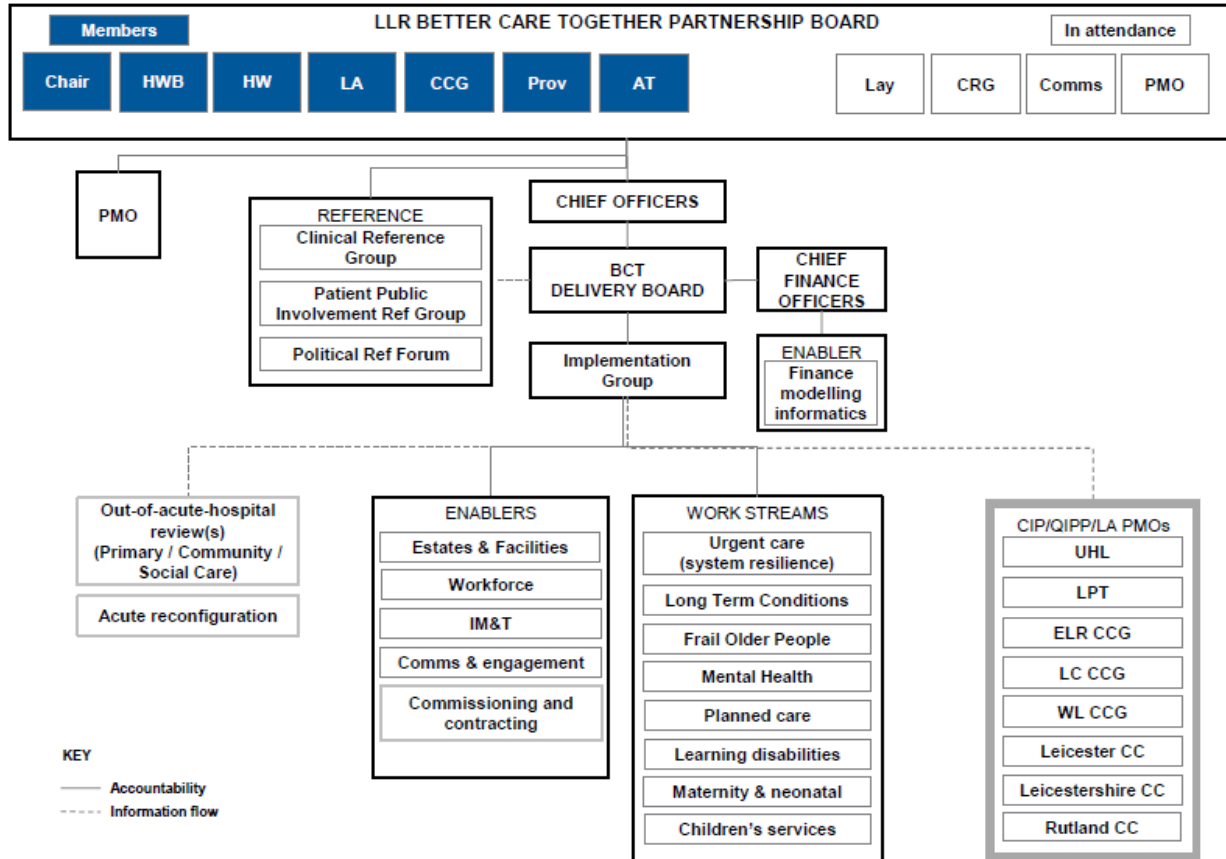 LLR BETTER CARE TOGETHER PARTNERSHIP BOARD
Members
In attendance
Chair
HWB
HW
LA
CCG
Prov
AT
Lay
CRG
Comms
PMO
PMO
REFERENCE
Clinical Reference
Group
Patient Public
Involvement Ref Group
Political Ref Forum
CHIEF OFFICERS
BCT
DELIVERY BOARD
CHIEF
FINANCE
OFFICERS
Implementation
Group
ENABLER
Finance
modelling
informatics
Out-of-acute-hospital
review(s)
(Primary / Community /
Social Care)
Acute reconfiguration
ENABLERS
Estates & Facilities
Workforce
IM&T
Comms & engagement
Commissioning and
contracting
WORK STREAMS
Urgent care
(system resilience)
Long Term Conditions
Frail Older People
Mental Health
Planned care
Learning disabilities
Maternity & neonatal
Children's services
CIP/QIPP/LA PMOs
UHL
LPT
ELR CCG
LC CCG
WL CCG
Leicester CC
Leicestershire CC
Rutland CC
KEY
Accountability
Information flow